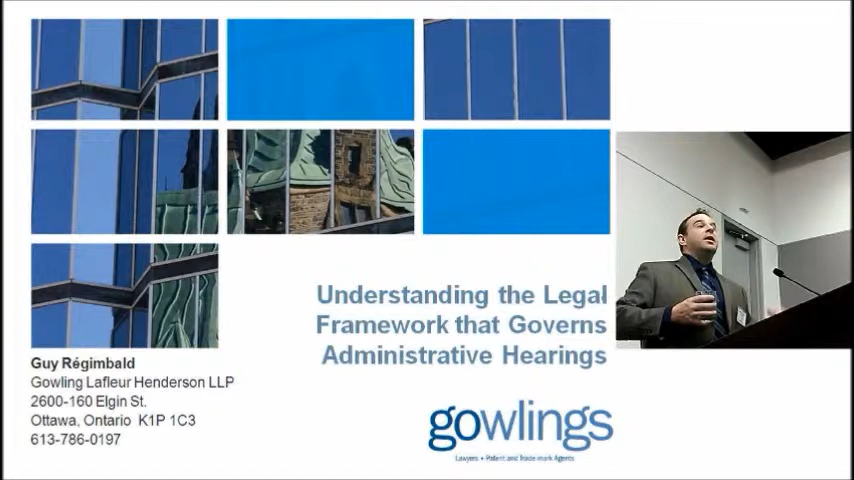 Understanding the Legal
Framework that Governs
Administrative Hearings
Guy Régimbald
Gowling Lafleur Henderson LLP
2600-160 Elgin St.
Ottawa, Ontario K1P 1C3
613-786-0197
gowlings
Lawyers • Patent and Trade-mark Agents